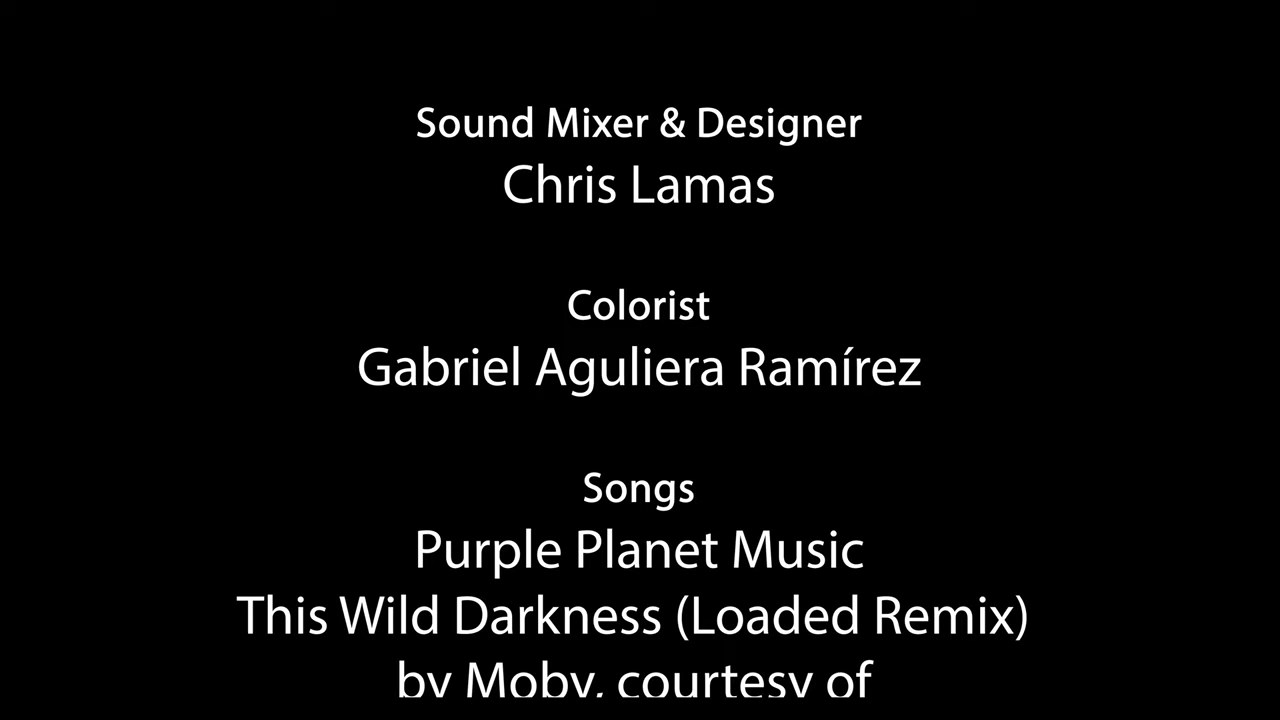 Sound Mixer & Designer
Chris Lamas
Colorist
Gabriel Aguliera Ramírez
Songs
Purple Planet Music
This Wild Darkness (Loaded Remix)
by Moby, courtesy of